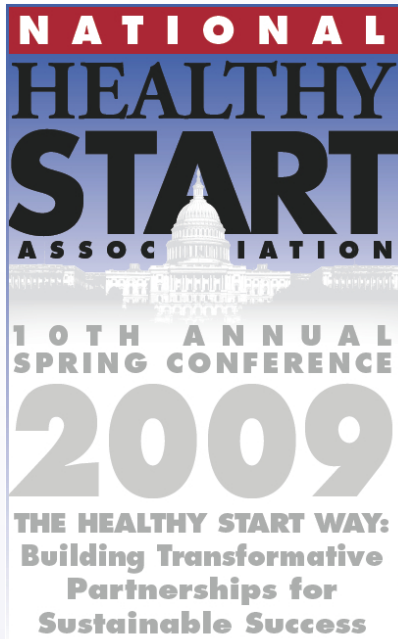 NATIONAL
HEALTHY
START
ASSOCIATION
10TH ANNUAL
SPRING CONFERENCE
2009
THE HEALTHY START WAY:
Building Transformative
Partnerships for
Sustainable Success